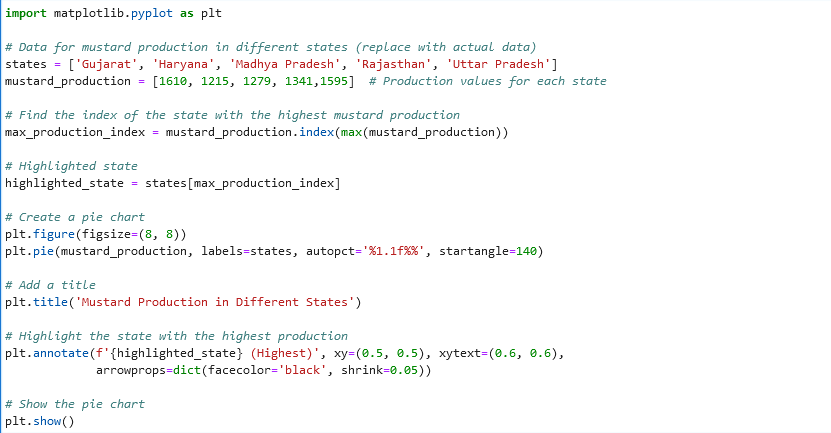 import matplotlib.pyplot as plt
# Data for mustard production in different states (replace with actual data)
states = ['Gujarat', 'Haryana', 'Madhya Pradesh', 'Rajasthan', 'Uttar Pradesh']
mustard_production = [1610, 1215, 1279, 1341,1595]  # Production values for each state
# Find the index of the state with the highest mustard production
max_production_index = mustard_production.index(max(mustard_production))
# Highlighted state
highlighted_state = states[max_production_index]
# Create a pie chart
plt.figure(figsize=(8, 8))
plt.pie(mustard_production, labels=states, autopct='%1.1f%%', startangle=140)
# Add a title
plt.title('Mustard Production in Different States')
# Highlight the state with the highest production
plt.annotate(f'{highlighted_state} (Highest)', xy=(0.5, 0.5), xytext=(0.6, 0.6),
             arrowprops=dict(facecolor='black', shrink=0.05))
# Show the pie chart
plt.show()